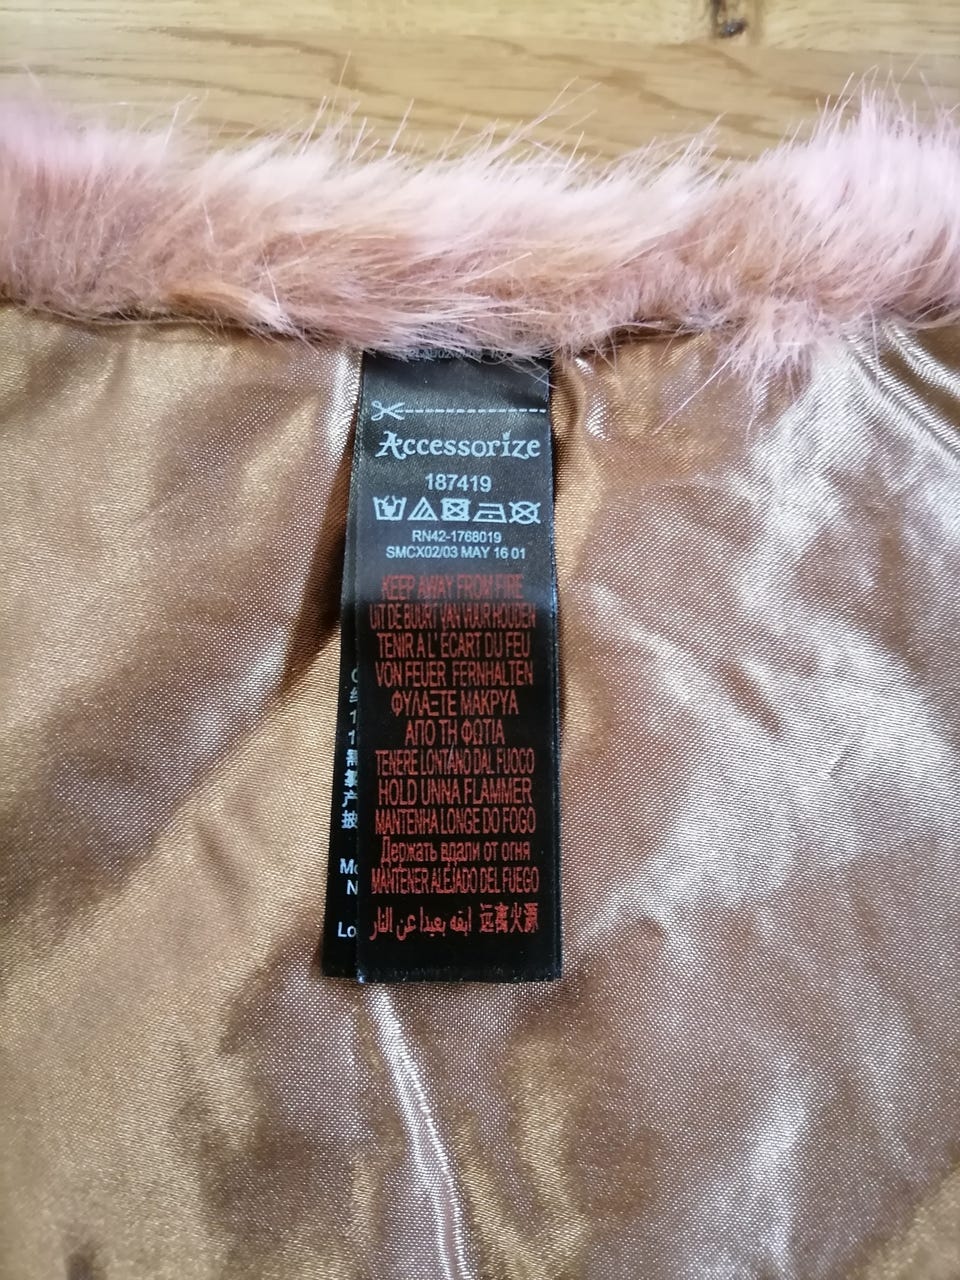 Accessorize
187419
RN42-1768019
SMCX02/03 MAY 16 01
KEEP AWAY FROM FIRE
UIT DE BUURT VAN VUUR HOUDEN
TENIR A L' ÉCART DU FEU
VON FEUER FERNHALTEN
ΦΥΛΑΞΤΕ ΜΑΚΡΥΑ
ΑΠΟ ΤΗ ΦΩΤΙΑ
TENERE LONTANO DAL FUOCO
HOLD UNNA FLAMMER
MANTENHA LONGE DO FOGO
Держать вдали от огня
MANTENER ALEJADO DEL FUEGO
ابقه بعيدا عن النار 远离火源